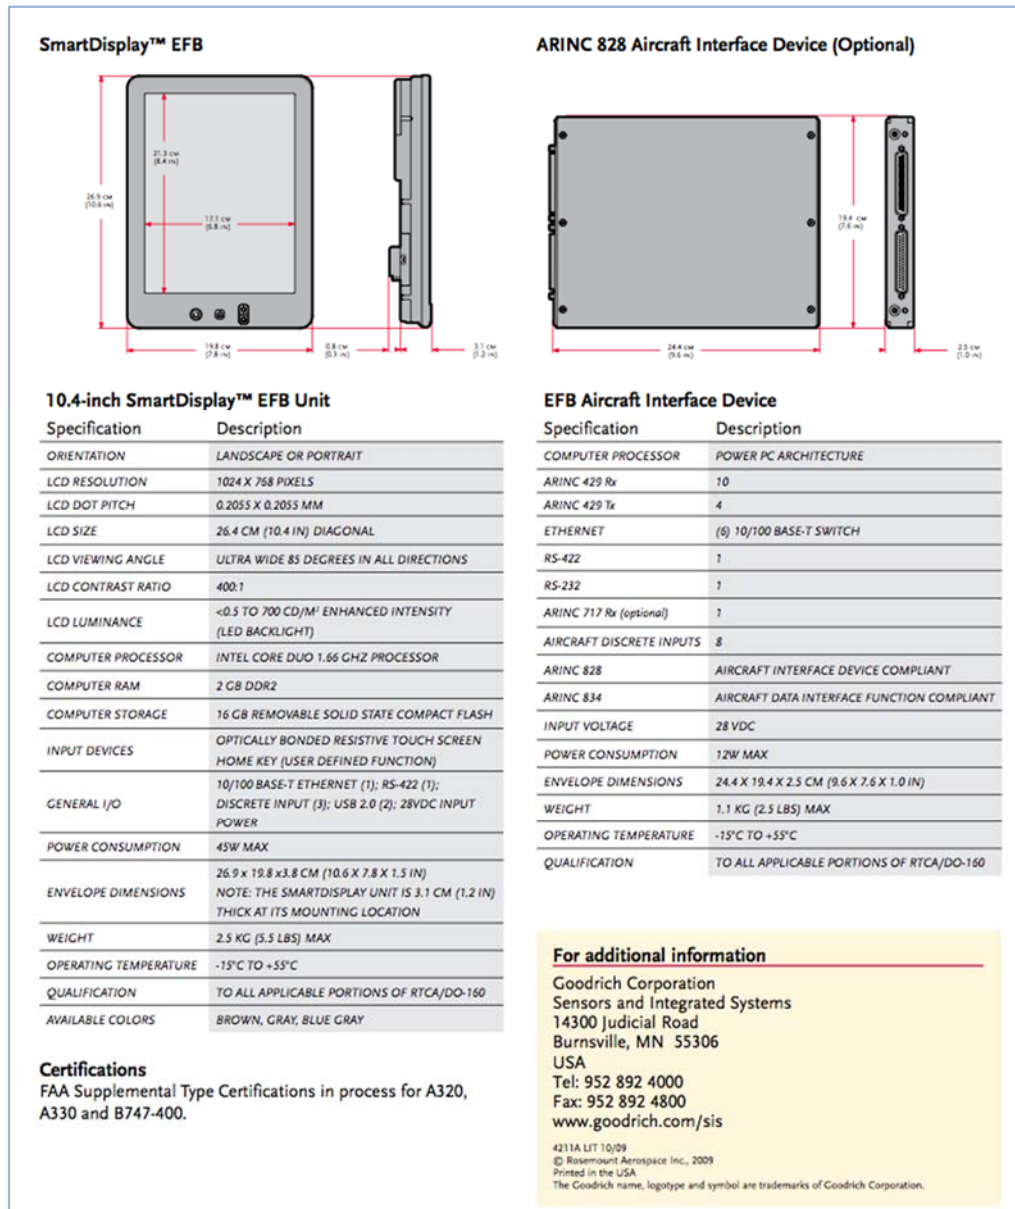 SmartDisplay™ EFB
21.3 CM
(8.4 IN)
26.9 CM
(10.6 IN)
17.1 CM
(6.8 IN)
19.8 CM
(7.8 IN)
0.8 CM
(0.3 IN)
3.1 CM
(1.2 IN)
10.4-inch SmartDisplay™ EFB Unit
Specification Description
ORIENTATION LANDSCAPE OR PORTRAIT
LCD RESOLUTION 1024 X 768 PIXELS
LCD DOT PITCH 0.2055 X 0.2055 MM
LCD SIZE 26.4 CM (10.4 IN) DIAGONAL
LCD VIEWING ANGLE ULTRA WIDE 85 DEGREES IN ALL DIRECTIONS
LCD CONTRAST RATIO 400:1
LCD LUMINANCE <0.5 TO 700 CD/M² ENHANCED INTENSITY
(LED BACKLIGHT)
COMPUTER PROCESSOR INTEL CORE DUO 1.66 GHZ PROCESSOR
COMPUTER RAM 2 GB DDR2
COMPUTER STORAGE 16 GB REMOVABLE SOLID STATE COMPACT FLASH
INPUT DEVICES OPTICALLY BONDED RESISTIVE TOUCH SCREEN
HOME KEY (USER DEFINED FUNCTION)
GENERAL I/O 10/100 BASE-T ETHERNET (1); RS-422 (1);
DISCRETE INPUT (3); USB 2.0 (2); 28VDC INPUT
POWER
POWER CONSUMPTION 45W MAX
ENVELOPE DIMENSIONS 26.9 x 19.8 x3.8 CM (10.6 X 7.8 X 1.5 IN)
NOTE: THE SMARTDISPLAY UNIT IS 3.1 CM (1.2 IN)
THICK AT ITS MOUNTING LOCATION
WEIGHT 2.5 KG (5.5 LBS) MAX
OPERATING TEMPERATURE -15°C TO +55°C
QUALIFICATION TO ALL APPLICABLE PORTIONS OF RTCA/DO-160
AVAILABLE COLORS BROWN, GRAY, BLUE GRAY
Certifications
FAA Supplemental Type Certifications in process for A320,
A330 and B747-400.
ARINC 828 Aircraft Interface Device (Optional)
19.4 CM
(7.6 IN)
24.4 CM
(9.6 IN)
2.5 CM
(1.0 IN)
EFB Aircraft Interface Device
Specification Description
COMPUTER PROCESSOR POWER PC ARCHITECTURE
ARINC 429 Rx 10
ARINC 429 Tx 4
ETHERNET (6) 10/100 BASE-T SWITCH
RS-422 1
RS-232 1
ARINC 717 Rx (optional) 1
AIRCRAFT DISCRETE INPUTS 8
ARINC 828 AIRCRAFT INTERFACE DEVICE COMPLIANT
ARINC 834 AIRCRAFT DATA INTERFACE FUNCTION COMPLIANT
INPUT VOLTAGE 28 VDC
POWER CONSUMPTION 12W MAX
ENVELOPE DIMENSIONS 24.4 X 19.4 X 2.5 CM (9.6 X 7.6 X 1.0 IN)
WEIGHT 1.1 KG (2.5 LBS) MAX
OPERATING TEMPERATURE -15°C TO +55°C
QUALIFICATION TO ALL APPLICABLE PORTIONS OF RTCA/DO-160
For additional information
Goodrich Corporation
Sensors and Integrated Systems
14300 Judicial Road
Burnsville, MN 55306
USA
Tel: 952 892 4000
Fax: 952 892 4800
www.goodrich.com/sis
4211A LIT 10/09
© Rosemount Aerospace Inc., 2009
Printed in the USA
The Goodrich name, logotype and symbol are trademarks of Goodrich Corporation.